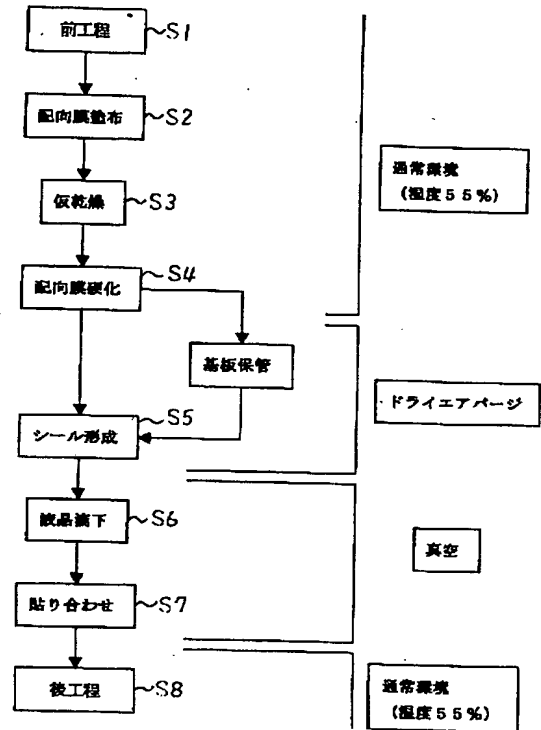 前工程
S1
配向膜塗布
S2
仮乾燥
S3
配向膜硬化
S4
基板保管
シール形成
S5
液晶滴下
S6
貼り合わせ
S7
後工程
S8
通常環境
(湿度55%)
ドライエアパージ
真空
通常環境
(湿度55%)